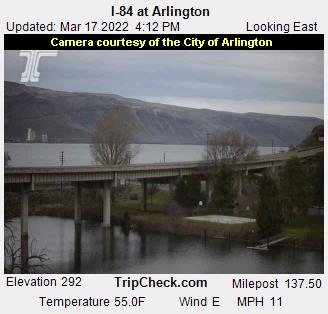 I-84 at Arlington
Updated: Mar 17 2022 4:12 PM Looking East
Camera courtesy of the City of Arlington
Elevation 292 TripCheck.com Milepost 137.50
Temperature 55.0F Wind E MPH 11